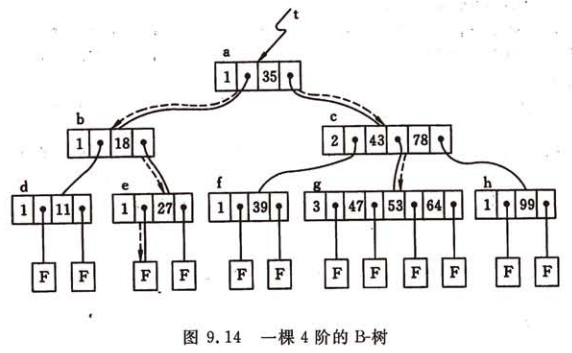 t
a
1 35
b c
1 18 2 43 78
d e f g h
1 11 1 27 1 39 3 47 53 64 1 99
F F F F F F F F F F F F
图 9.14 一棵 4 阶的 B-树